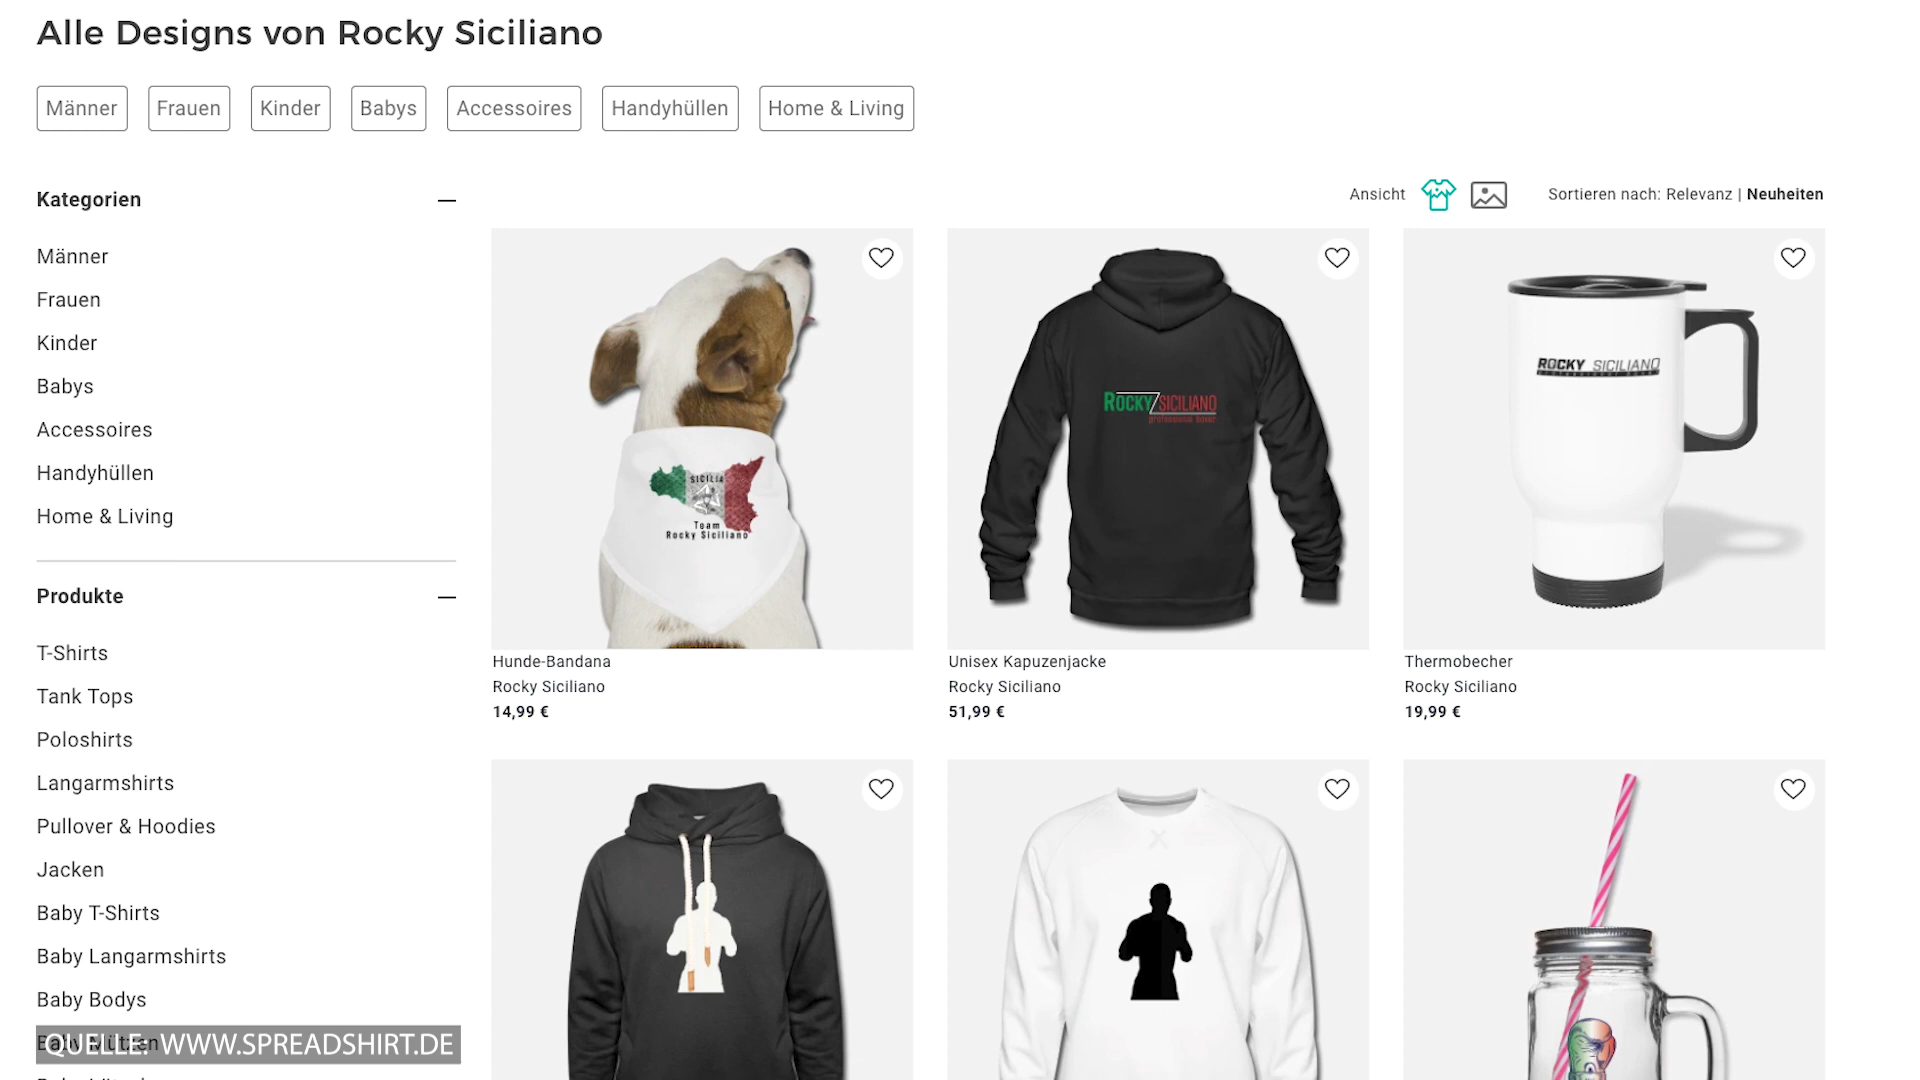 Alle Designs von Rocky Siciliano
Männer
Frauen
Kinder
Babys
Accessoires
Handyhüllen
Home & Living
Kategorien
Männer
Frauen
Kinder
Babys
Accessoires
Handyhüllen
Home & Living
Produkte
T-Shirts
Tank Tops
Poloshirts
Langarmshirts
Pullover & Hoodies
Jacken
Baby T-Shirts
Baby Langarmshirts
Baby Bodys
QUELLE: WWW.SPREADSHIRT.DE
Ansicht
Sortieren nach: Relevanz | Neuheiten
SICILIA
Team
Rocky Siciliano
Hunde-Bandana
Rocky Siciliano
14,99 €
ROCKY SICILIANO
professional boxer
Unisex Kapuzenjacke
Rocky Siciliano
51,99 €
ROCKY SICILIANO
Thermobecher
Rocky Siciliano
19,99 €